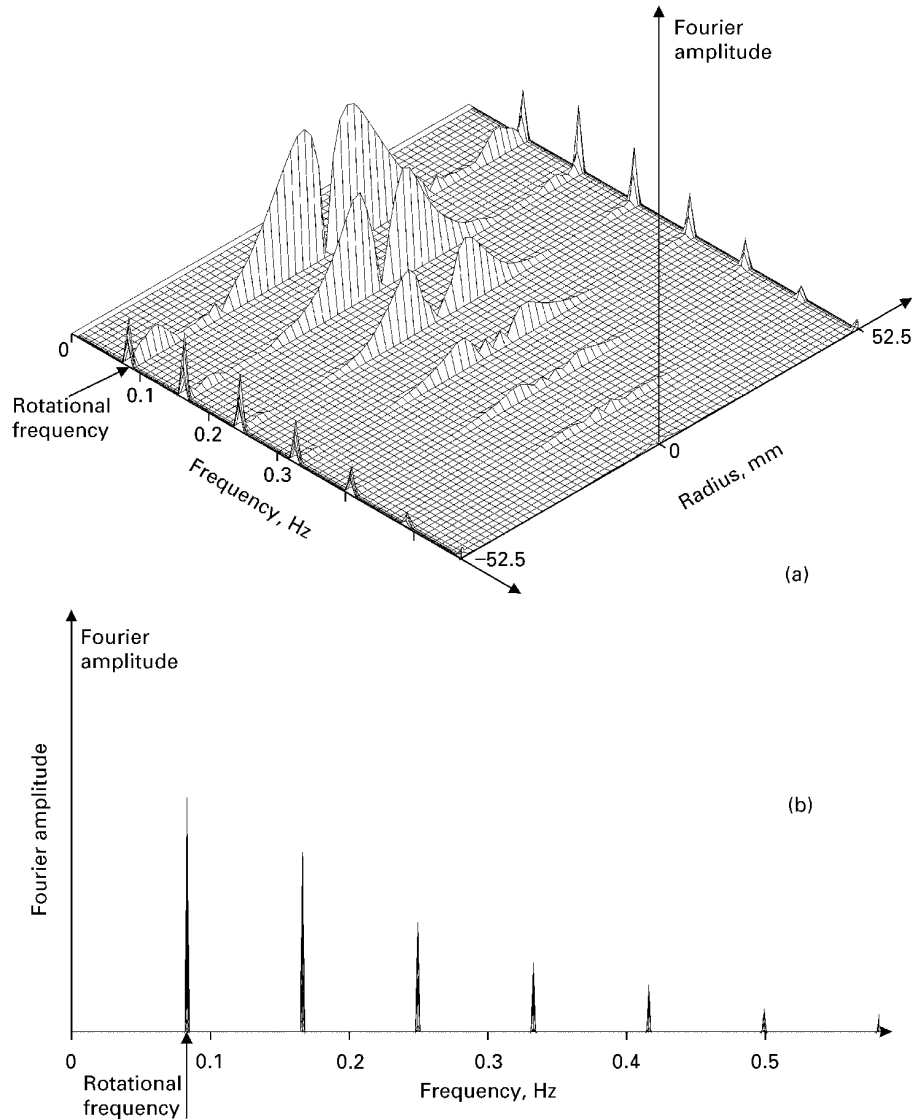 Fourier
amplitude
0
0.1
0.2
0.3
Rotational
frequency
Frequency, Hz
52.5
0
Radius, mm
–52.5
(a)
Fourier
amplitude
Fourier amplitude
(b)
0
0.1
0.2
0.3
0.4
0.5
Rotational
frequency
Frequency, Hz